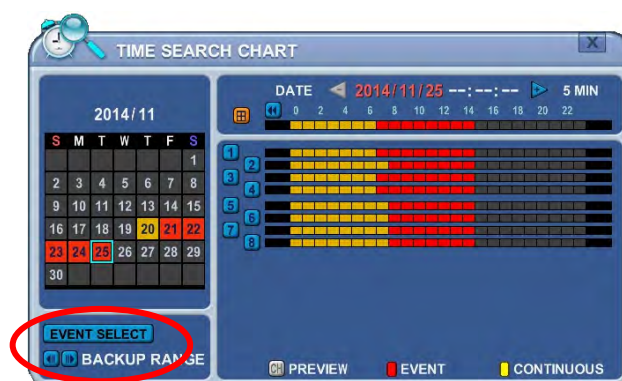 TIME SEARCH CHART X
DATE 2014/11/25 --:--:-- 5 MIN
0 2 4 6 8 10 12 14 16 18 20 22
2014/11
S M T W T F S
1
2 3 4 5 6 7 8
9 10 11 12 13 14 15
16 17 18 19 20 21 22
23 24 25 26 27 28 29
30
1
2
3
4
5
6
7
8
EVENT SELECT
BACKUP RANGE
CH PREVIEW EVENT CONTINUOUS